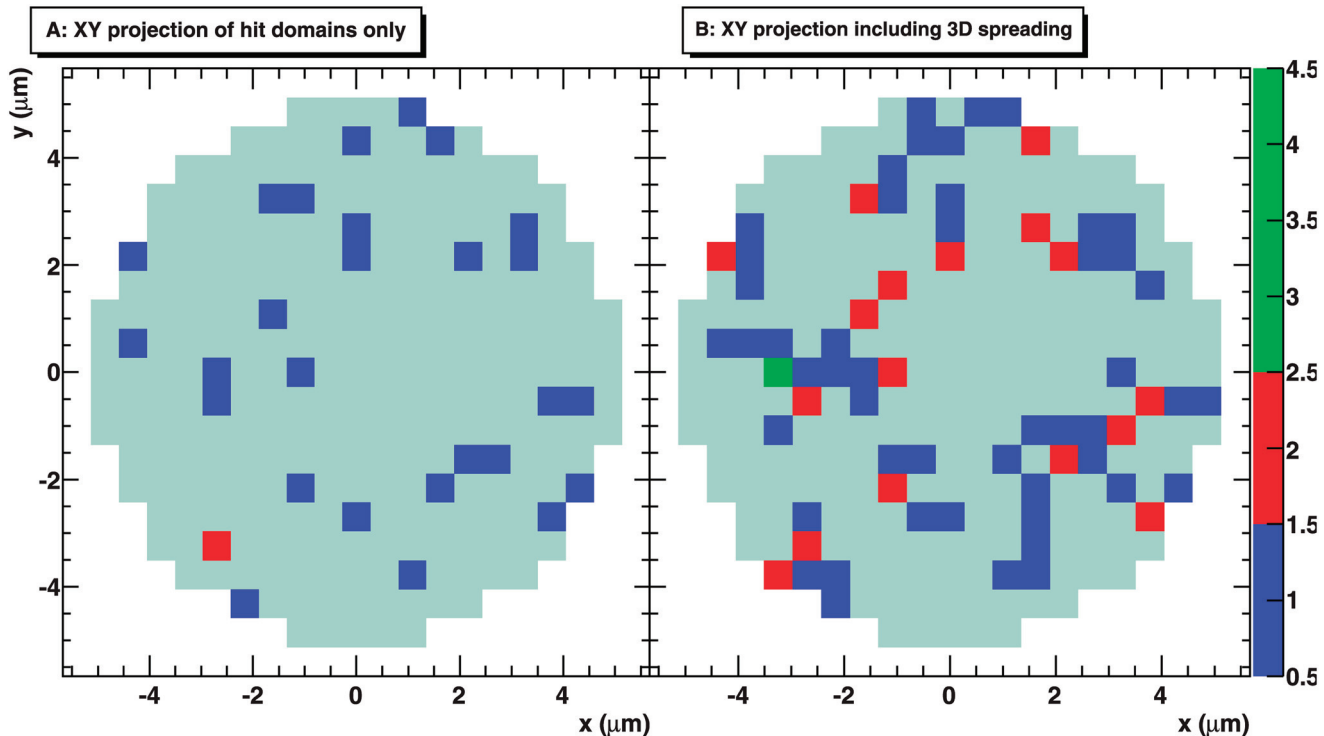 A: XY projection of hit domains only
B: XY projection including 3D spreading
y (μm)
4
2
0
-2
-4
-4 -2 0 2 4
x (μm)
-4 -2 0 2 4
x (μm)
4.5
4
3.5
3
2.5
2
1.5
1
0.5